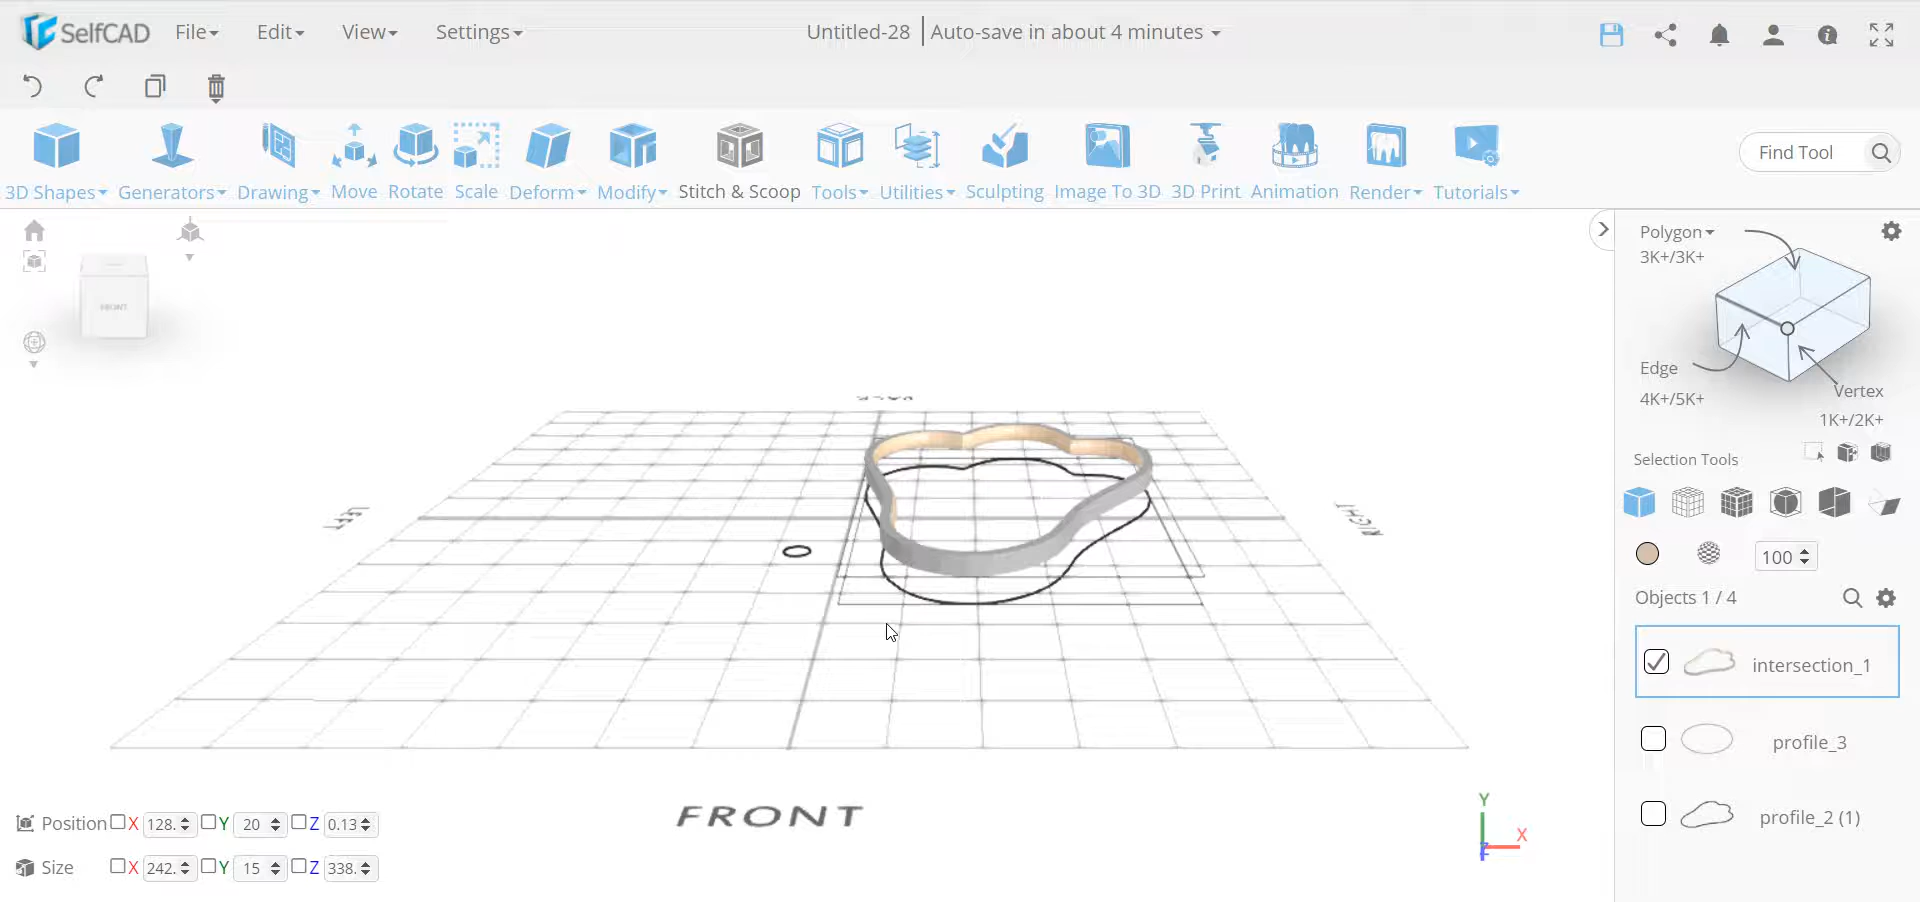 SelfCAD File Edit View Settings Untitled-28 Auto-save in about 4 minutes
3D Shapes Generators Drawing Move Rotate Scale Deform Modify Stitch & Scoop Tools Utilities Sculpting Image To 3D 3D Print Animation Render Tutorials Find Tool
FRONT
LEFT
RIGHT
FRONT
Y
X
Z
Position X 128. Y 20 Z 0.13
Size X 242. Y 15 Z 338.
Polygon
3K+/3K+
Edge
4K+/5K+
Vertex
1K+/2K+
Selection Tools
100
Objects 1 / 4
intersection_1
profile_3
profile_2 (1)